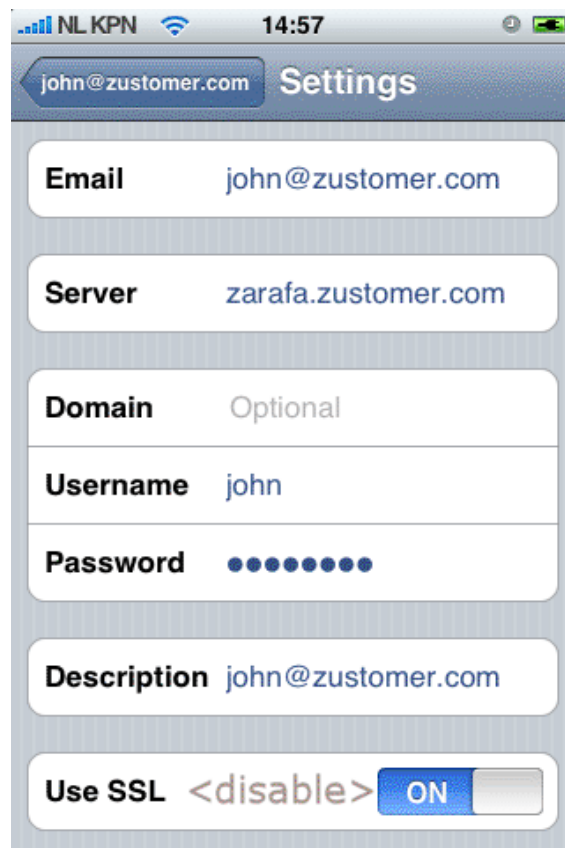 NL KPN 14:57
john@zustomer.com Settings
Email john@zustomer.com
Server zarafa.zustomer.com
Domain Optional
Username john
Password ●●●●●●●●
Description john@zustomer.com
Use SSL <disable> ON